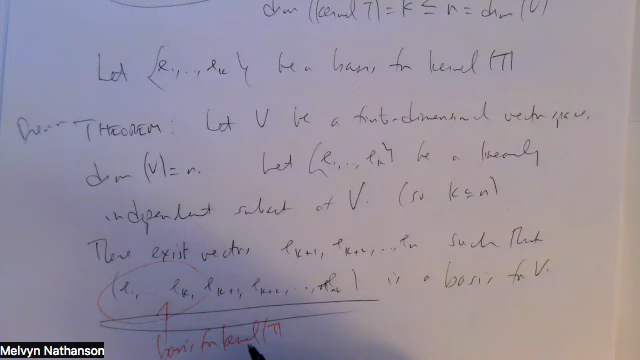 dim (kernel T) = k ≤ n = dim (V)
Let {e1, .., ek} be a basis for kernel (T)
THEOREM: Let V be a finite-dimensional vector space,
dim (V) = n. Let {e1, .., ek} be a linearly
independent subset of V. (so k ≤ n)
There exist vectors ek+1, ek+2, .. en such that
{e1, .. ek, ek+1, ek+2, .., en} is a basis for V.
basis for kernel (T)
Melvyn Nathanson